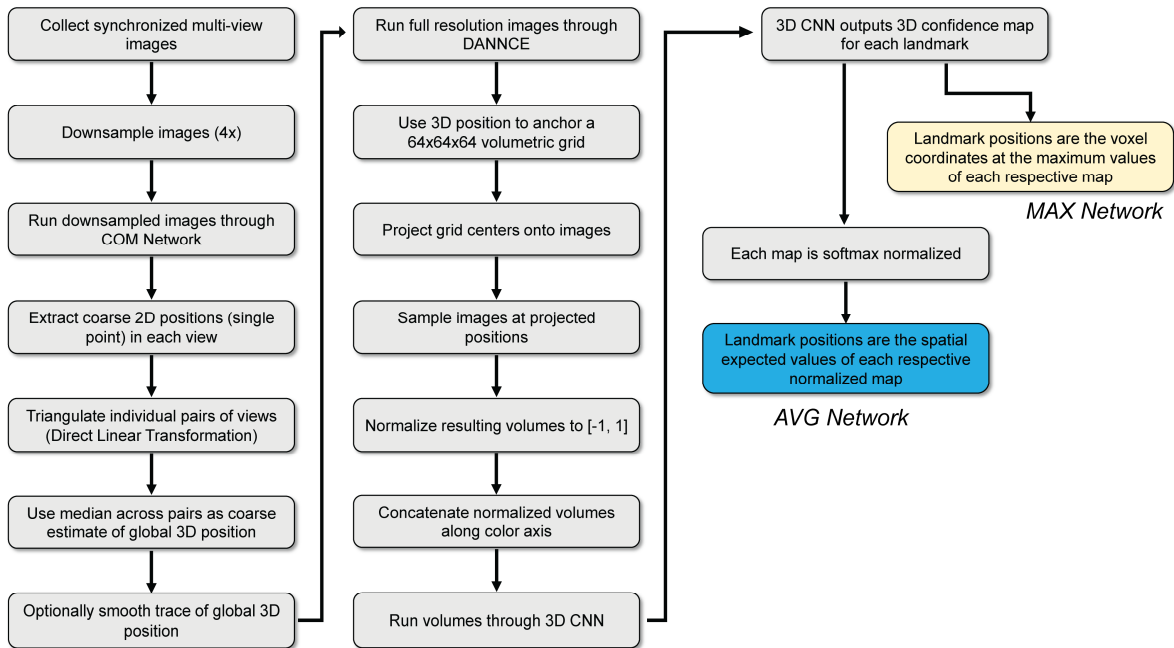 Collect synchronized multi-view
images
Downsample images (4x)
Run downsampled images through
COM Network
Extract coarse 2D positions (single
point) in each view
Triangulate individual pairs of views
(Direct Linear Transformation)
Use median across pairs as coarse
estimate of global 3D position
Optionally smooth trace of global 3D
position
Run full resolution images through
DANNCE
Use 3D position to anchor a
64x64x64 volumetric grid
Project grid centers onto images
Sample images at projected
positions
Normalize resulting volumes to [-1, 1]
Concatenate normalized volumes
along color axis
Run volumes through 3D CNN
3D CNN outputs 3D confidence map
for each landmark
Landmark positions are the voxel
coordinates at the maximum values
of each respective map
MAX Network
Each map is softmax normalized
Landmark positions are the spatial
expected values of each respective
normalized map
AVG Network